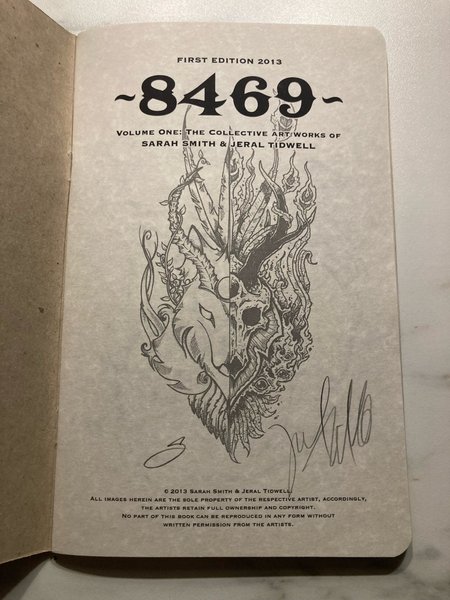 FIRST EDITION 2013
~8469~
VOLUME ONE: THE COLLECTIVE ARTWORKS OF
SARAH SMITH & JERAL TIDWELL
© 2013 SARAH SMITH & JERAL TIDWELL.
ALL IMAGES HEREIN ARE THE SOLE PROPERTY OF THE RESPECTIVE ARTIST, ACCORDINGLY,
THE ARTISTS RETAIN FULL OWNERSHIP AND COPYRIGHT.
NO PART OF THIS BOOK CAN BE REPRODUCED IN ANY FORM WITHOUT
WRITTEN PERMISSION FROM THE ARTISTS.